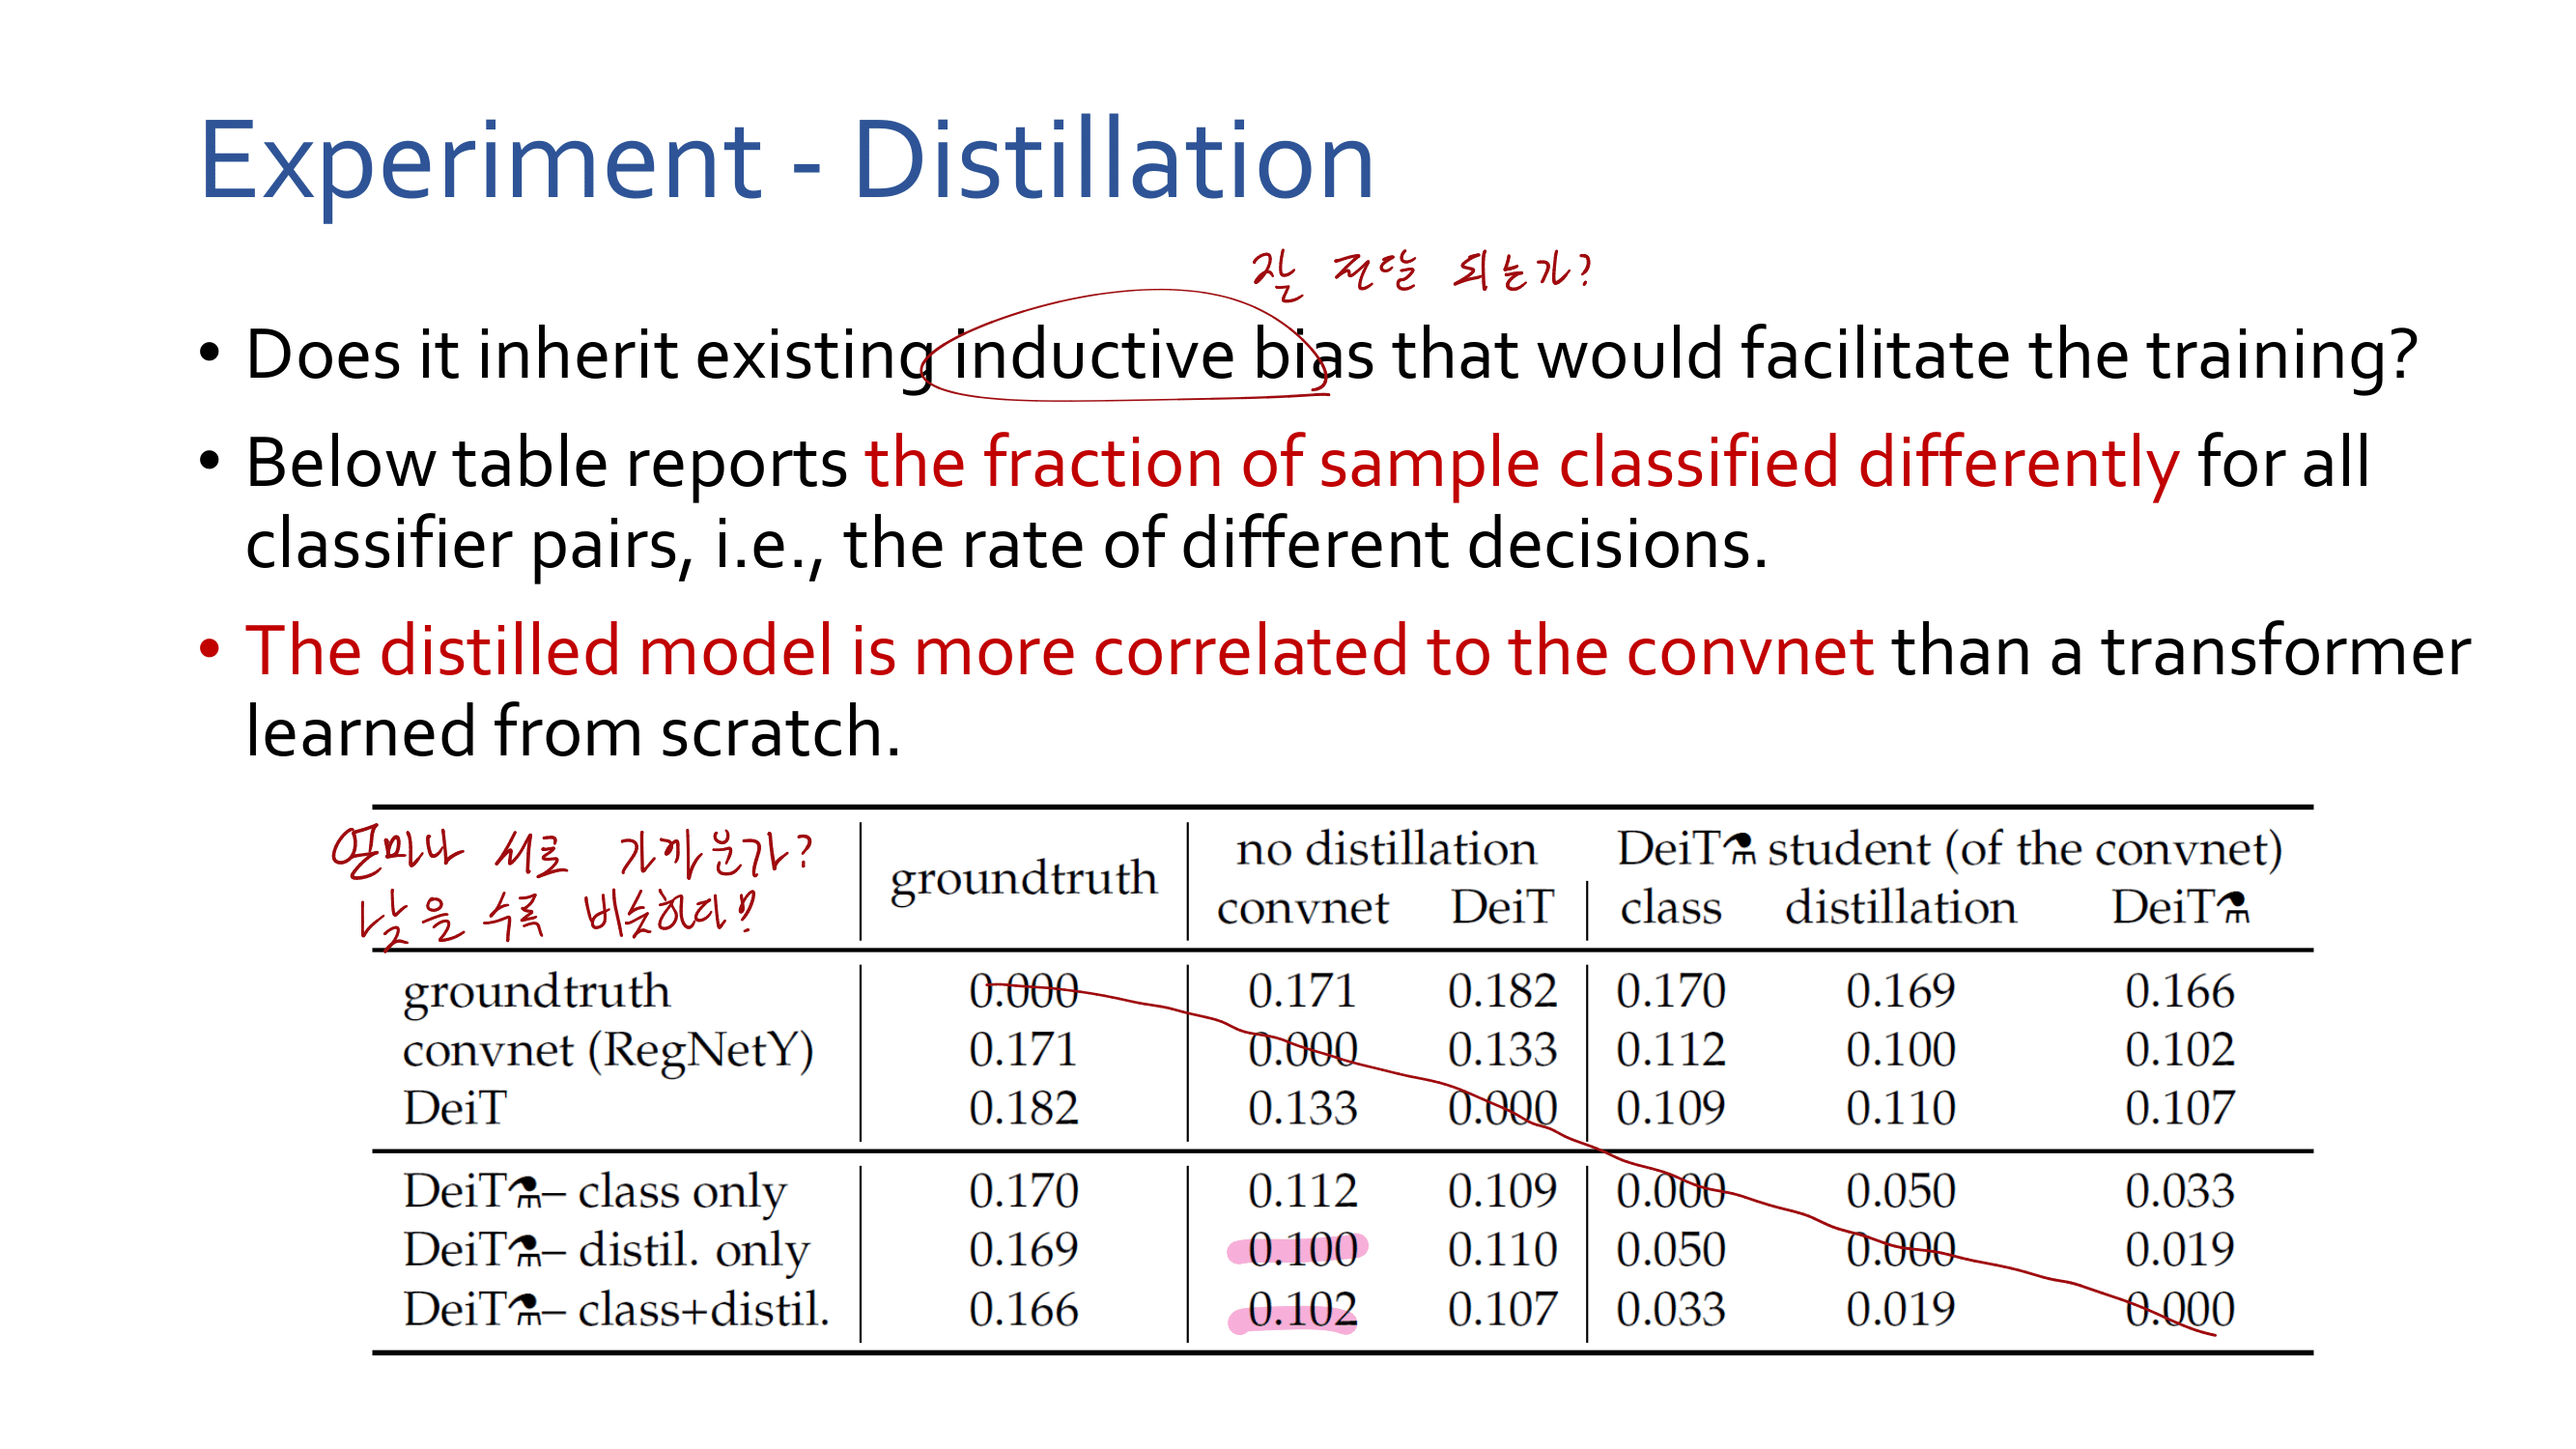 Experiment - Distillation
잘 전달 되는가?
• Does it inherit existing inductive bias that would facilitate the training?
• Below table reports the fraction of sample classified differently for all
classifier pairs, i.e., the rate of different decisions.
• The distilled model is more correlated to the convnet than a transformer
learned from scratch.
얼마나 서로 가까운가?
낮을 수록 비슷하다!
groundtruth
no distillation
DeiT⚗ student (of the convnet)
convnet DeiT class distillation DeiT⚗
groundtruth 0.000 0.171 0.182 0.170 0.169 0.166
convnet (RegNetY) 0.171 0.000 0.133 0.112 0.100 0.102
DeiT 0.182 0.133 0.000 0.109 0.110 0.107
DeiT⚗– class only 0.170 0.112 0.109 0.000 0.050 0.033
DeiT⚗– distil. only 0.169 0.100 0.110 0.050 0.000 0.019
DeiT⚗– class+distil. 0.166 0.102 0.107 0.033 0.019 0.000